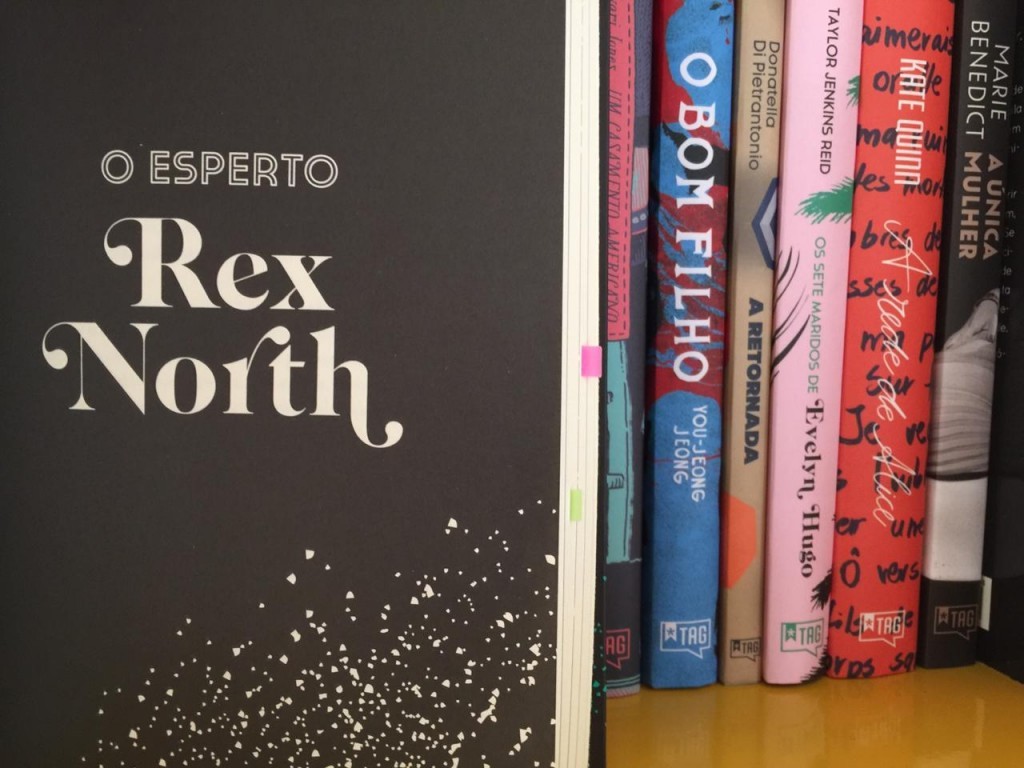 O ESPERTO
Rex
North
UM CASAMENTO AMERICANO
TAG
O BOM FILHO
YOU-JEONG
JEONG
TAG
Donatella
Di Pietrantonio
A RETORNADA
TAG
TAYLOR JENKINS REID
OS SETE MARIDOS DE Evelyn Hugo
TAG
KATE QUINN
A rede de Alice
TAG
MARIE
BENEDICT
A ÚNICA
MULHER
TAG